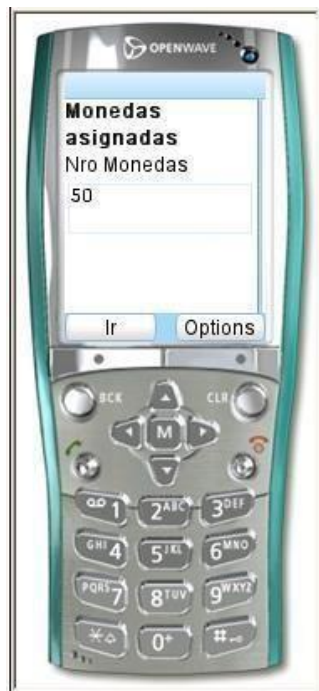 OPENWAVE
Monedas
asignadas
Nro Monedas
50
Ir Options
BCK CLR
M
1 2ABC 3DEF
GHI4 5JKL 6MNO
PQRS7 8TUV 9WXYZ
* 0+ #